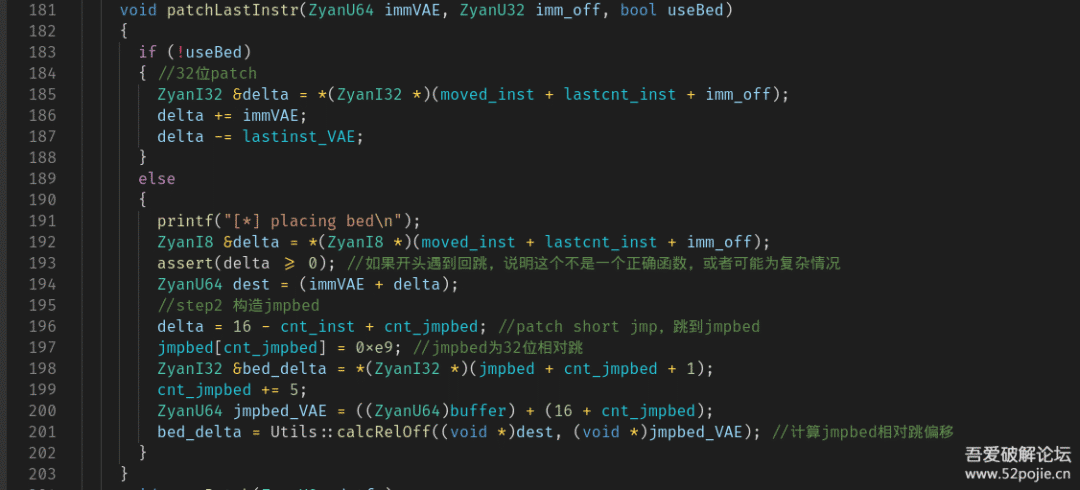 181 void patchLastInstr(ZyanU64 immVAE, ZyanU32 imm_off, bool useBed)
182 {
183 if (!useBed)
184 { //32位patch
185 ZyanI32 &delta = *(ZyanI32 *)(moved_inst + lastcnt_inst + imm_off);
186 delta += immVAE;
187 delta -= lastinst_VAE;
188 }
189 else
190 {
191 printf("[*] placing bed\n");
192 ZyanI8 &delta = *(ZyanI8 *)(moved_inst + lastcnt_inst + imm_off);
193 assert(delta >= 0); //如果开头遇到回跳，说明这个不是一个正确函数，或者可能为复杂情况
194 ZyanU64 dest = (immVAE + delta);
195 //step2 构造jmpbed
196 delta = 16 - cnt_inst + cnt_jmpbed; //patch short jmp，跳到jmpbed
197 jmpbed[cnt_jmpbed] = 0xe9; //jmpbed为32位相对跳
198 ZyanI32 &bed_delta = *(ZyanI32 *)(jmpbed + cnt_jmpbed + 1);
199 cnt_jmpbed += 5;
200 ZyanU64 jmpbed_VAE = ((ZyanU64)buffer) + (16 + cnt_jmpbed);
201 bed_delta = Utils::calcRelOff((void *)dest, (void *)jmpbed_VAE); //计算jmpbed相对跳偏移
202 }
203 }
吾爱破解论坛
www.52pojie.cn